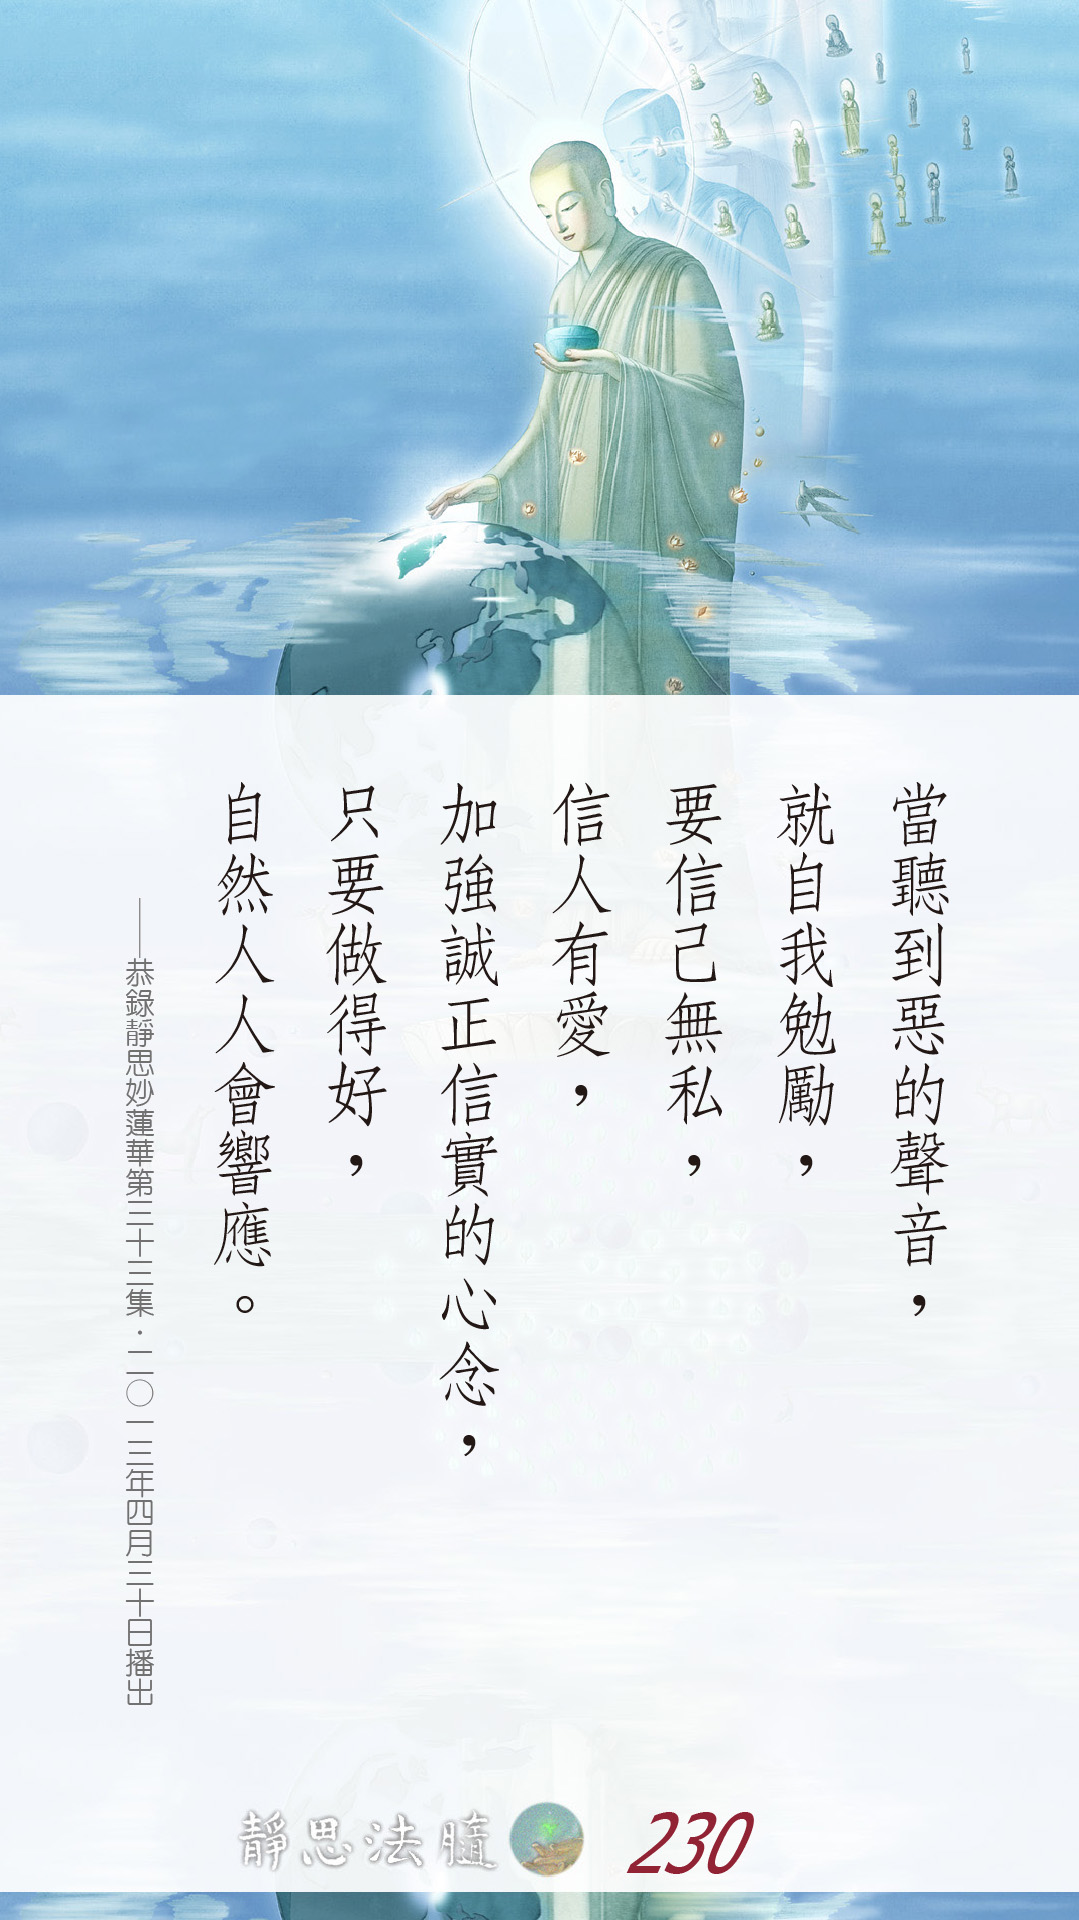 當聽到惡的聲音，
就自我勉勵，
要信己無私，
信人有愛，
加強誠正信實的心念，
只要做得好，
自然人人會響應。
——恭錄靜思妙蓮華第三十三集．二〇一三年四月三十日播出
靜思法髓 230